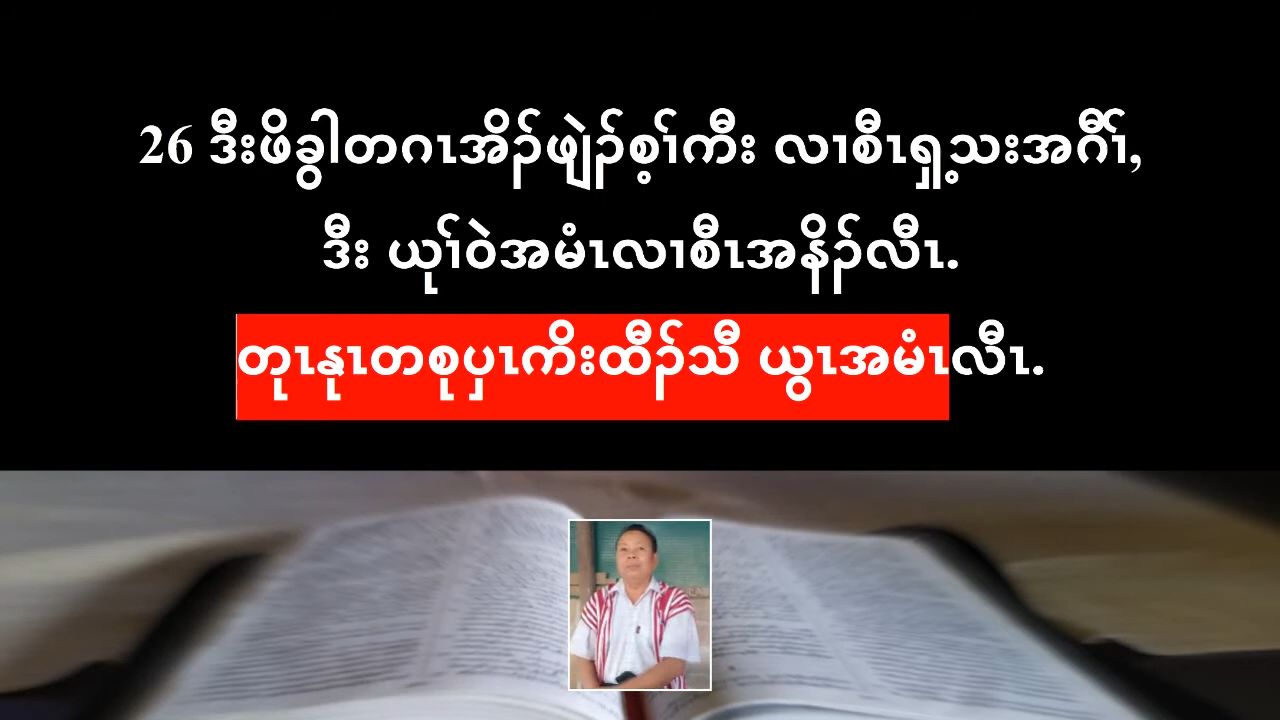 26 ဒီးဖိခွါတဂၤအိၣ်ဖျဲၣ်စ့ၢ်ကီး လၢစီၤရှ့သးအဂီၢ်,
ဒီး ယုၢ်ဝဲအမံၤလၢစီၤအနိၣ်လီၤ.
တုၤနုၤတစုပှၤကိးထီၣ်သီ ယွၤအမံၤလီၤ.